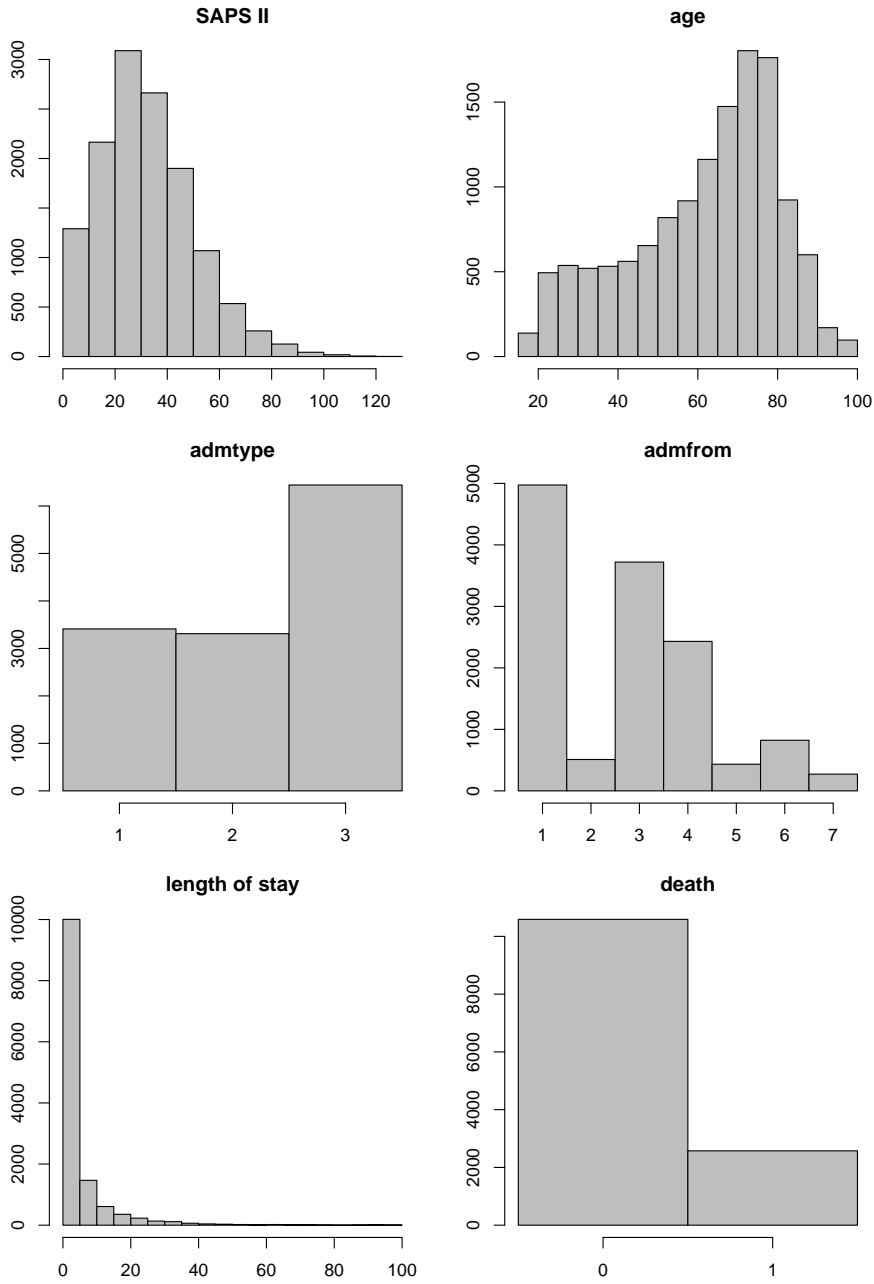 SAPS II
0 500 1000 2000 3000
0 20 40 60 80 100 120
age
0 500 1000 1500
20 40 60 80 100
admtype
0 1000 3000 5000
1 2 3
admfrom
0 1000 2000 3000 4000 5000
1 2 3 4 5 6 7
length of stay
0 2000 4000 6000 8000 10000
0 20 40 60 80 100
death
0 2000 4000 6000 8000
0 1